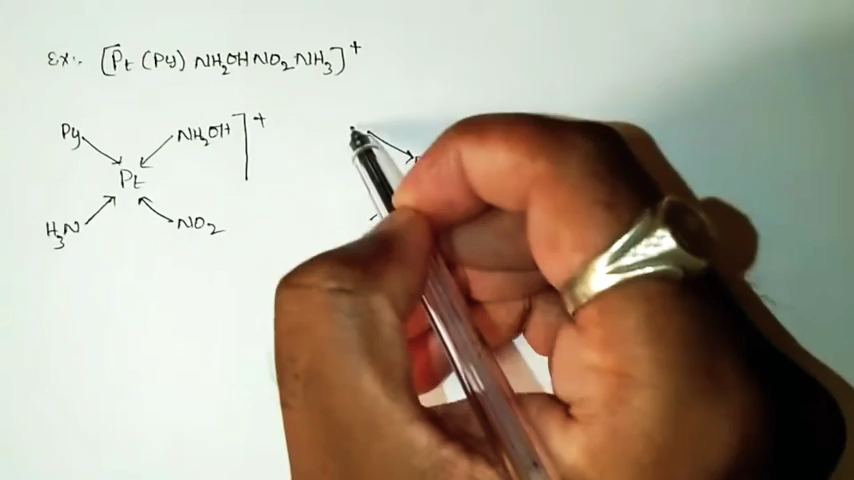 Ex:- [Pt (Py) NH2OH NO2 NH3]+
Py NH2OH ]+
Pt
H3N NO2